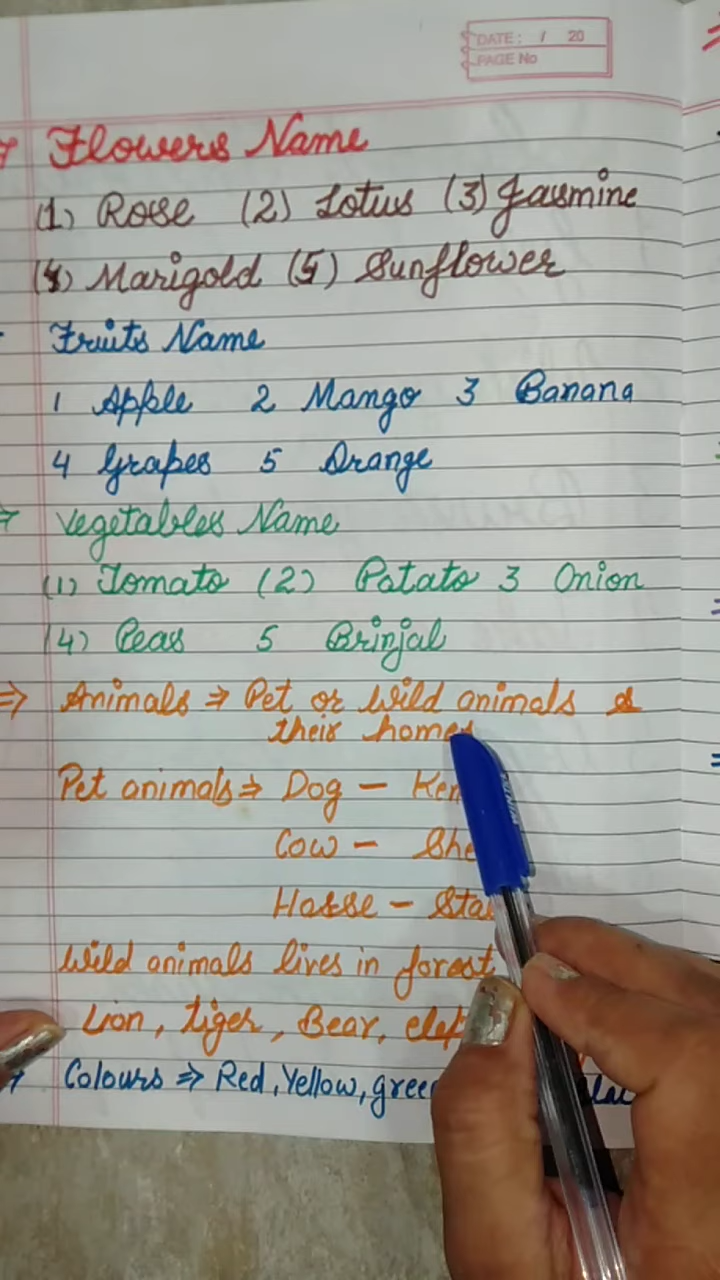 DATE: / 20
PAGE No
⇒ Flowers Name
(1) Rose (2) Lotus (3) Jasmine
(4) Marigold (5) Sunflower
Fruits Name
1 Apple 2 Mango 3 Banana
4 Grapes 5 Orange
⇒ Vegetables Name
(1) Tomato (2) Potato 3 Onion
(4) Peas 5 Brinjal
⇒ Animals ⇒ Pet or Wild animals &
their homes
Pet animals ⇒ Dog -
Cow -
Horse -
Wild animals lives in forest
Lion, tiger, Bear,
Colours ⇒ Red, Yellow,